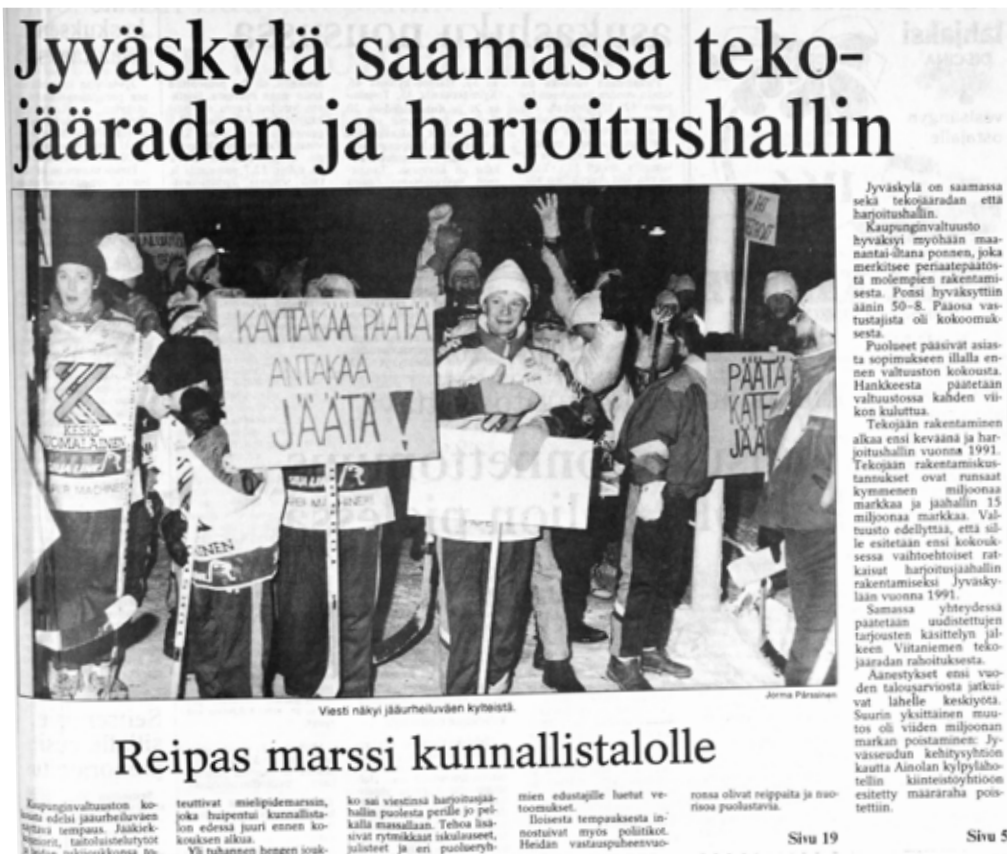 Jyväskylä saamassa teko-
jääradan ja harjoitushallin
KÄYTTÄKÄÄ PÄÄTÄ
ANTAKAA
JÄÄTÄ!
PÄÄTÄ
KATE
JÄÄ
KESKI-
SUPER MACHINERY
Jorma Pärssinen
Viesti näkyi jääurheiluväen kylteistä.
Jyväskylä on saamassa
sekä tekojääradan että
harjoitushallin.
Kaupunginvaltuusto
hyväksyi myöhään maa-
nantai-iltana ponnen, joka
merkitsee periaatepäätös-
tä molempien rakentami-
sesta. Ponsi hyväksyttiin
äänin 50-8. Pääosa vas-
tustajista oli kokoomuk-
sesta.
Puolueet pääsivät asias-
ta sopimukseen illalla en-
nen valtuuston kokousta.
Hankkeesta päätetään
valtuustossa kahden vii-
kon kuluttua.
Tekojään rakentaminen
alkaa ensi keväänä ja har-
joitushallin vuonna 1991.
Tekojään rakentamiskus-
tannukset ovat runsaat
kymmenen miljoonaa
markkaa ja jäähallin 15
miljoonaa markkaa. Val-
tuusto edellyttää, että sil-
le esitetään ensi kokouk-
sessa vaihtoehtoiset rat-
kaisut harjoitusjäähallin
rakentamiseksi Jyväsky-
lään vuonna 1991.
Samassa yhteydessä
päätetään uudistettujen
tarjousten käsittelyn jäl-
keen Viitaniemen teko-
jääradan rahoituksesta.
Äänestykset ensi vuo-
den talousarviosta jatkui-
vat lähelle keskiyötä.
Suurin yksittäinen muu-
tos oli viiden miljoonan
markan poistaminen: Jy-
vässeudun kehitysyhtiön
kautta Ainolan kylpylähо-
tellin kiinteistöyhtiöön
esitetty määräraha pois-
tettiin.
Sivu 5
Reipas marssi kunnallistalolle
Kaupunginvaltuuston ko-
kousta edelsi jääurheiluväen
näyttävä tempaus. Jääkiek-
kojuniorit, taitoluistelutytöt
teuttivat mielipidemarssin,
joka huipentui kunnallista-
lon edessä juuri ennen ko-
kouksen alkua.
Yli tuhannen hengen jouk-
ko sai viestinsä harjoitusjää-
hallin puolesta perille jo pel-
källä massallaan. Tehoa lisä-
sivät rytmikkäät iskulauseet,
julisteet ja eri puolueryh-
mien edustajille luetut ve-
toomukset.
Iloisesta tempauksesta in-
nostuivat myös poliitikot.
Heidän vastauspuheenvuo-
ronsa olivat reippaita ja nuo-
risoa puolustavia.
Sivu 19